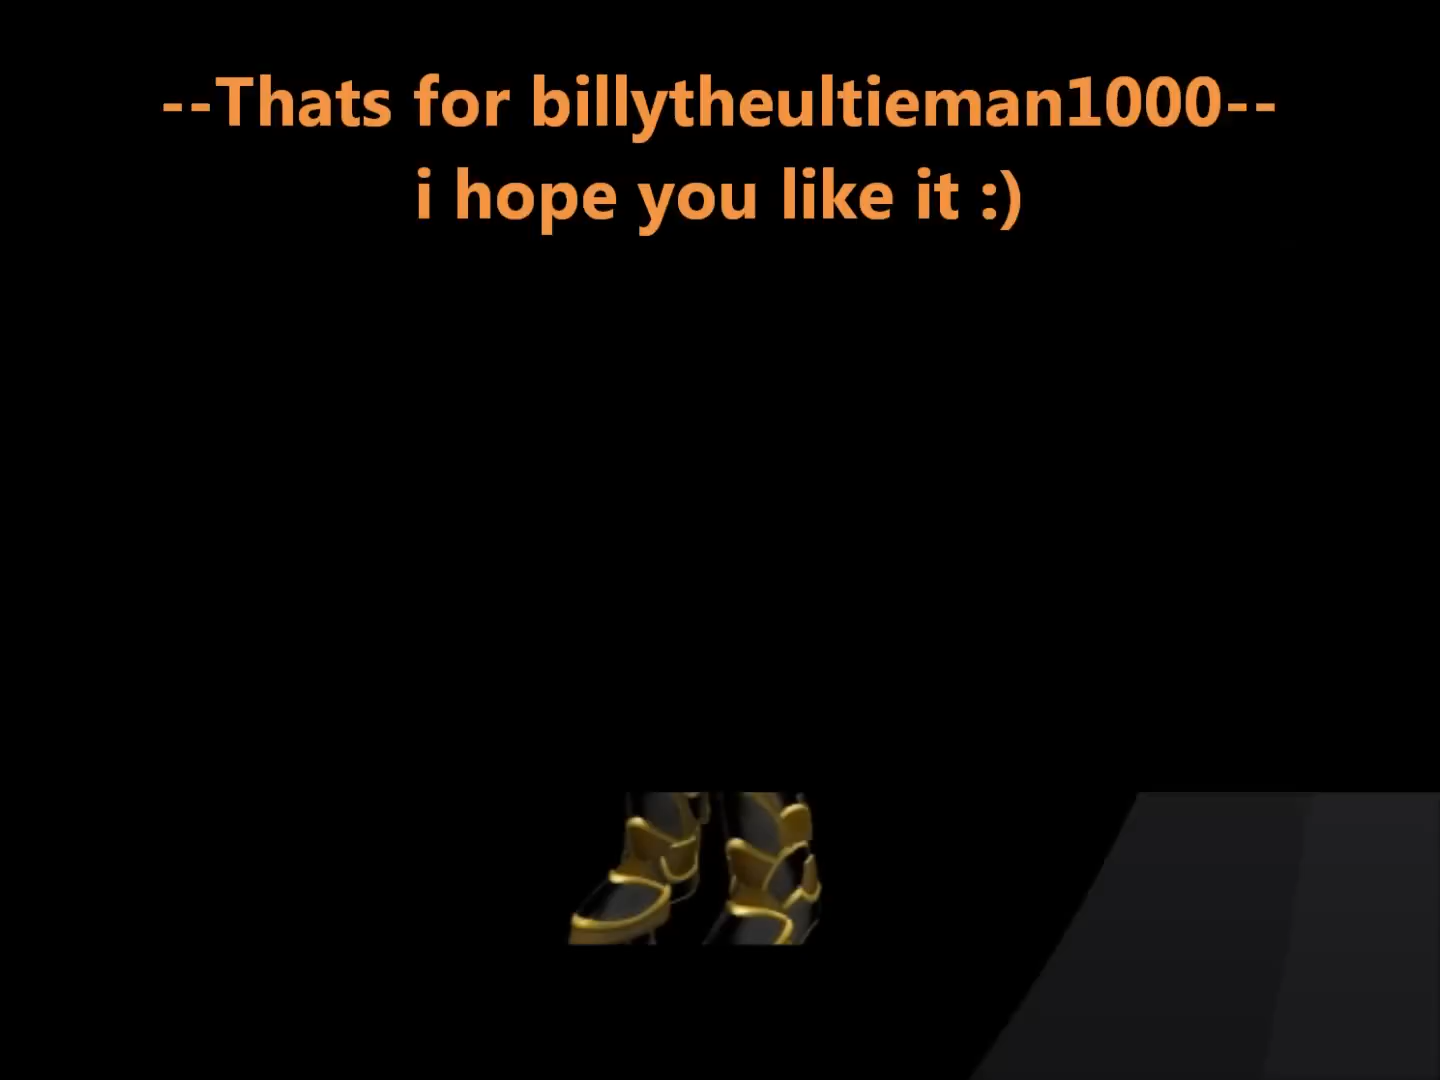 --Thats for billytheultieman1000--
i hope you like it :)